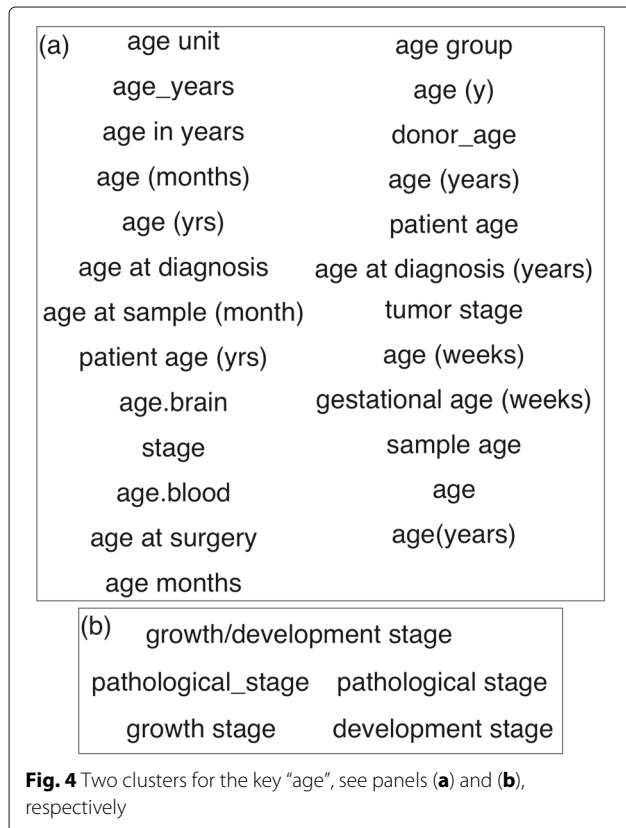 (a)
age unit
age_years
age in years
age (months)
age (yrs)
age at diagnosis
age at sample (month)
patient age (yrs)
age.brain
stage
age.blood
age at surgery
age months
age group
age (y)
donor_age
age (years)
patient age
age at diagnosis (years)
tumor stage
age (weeks)
gestational age (weeks)
sample age
age
age(years)
(b)
growth/development stage
pathological_stage pathological stage
growth stage development stage
Fig. 4 Two clusters for the key "age", see panels (a) and (b),
respectively